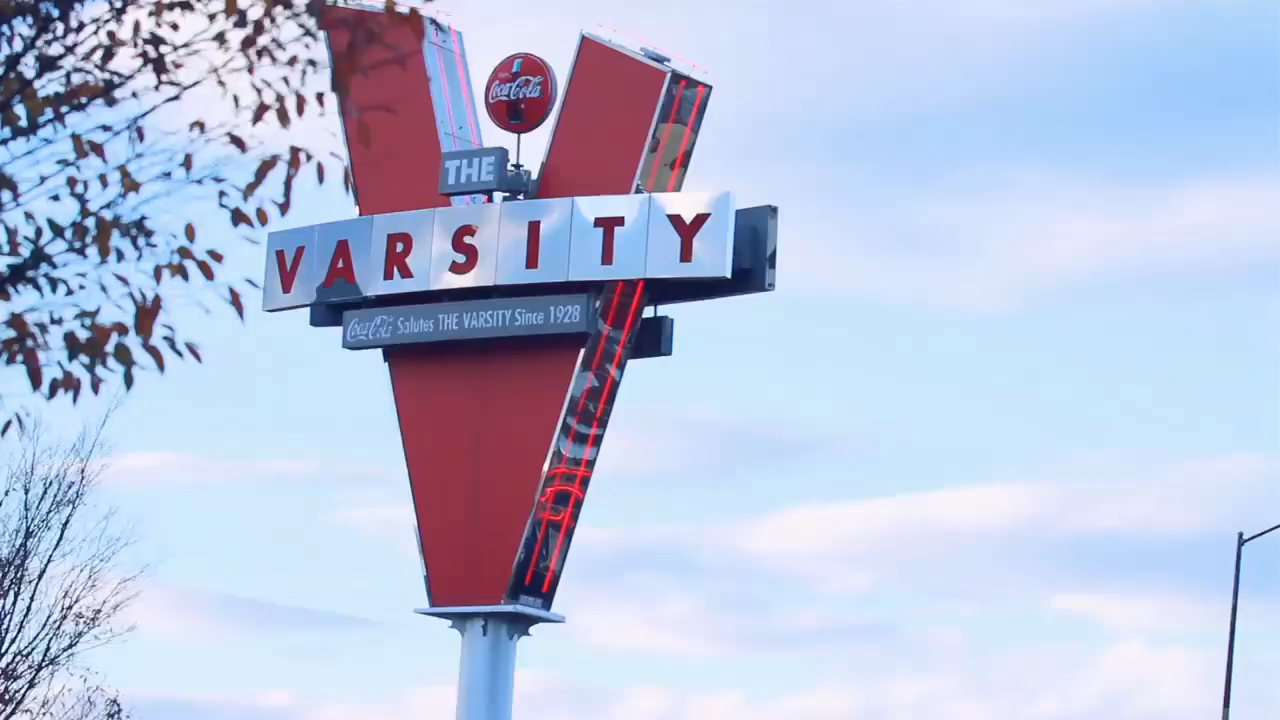 Coca-Cola
THE
VARSITY
Coca-Cola Salutes THE VARSITY Since 1928